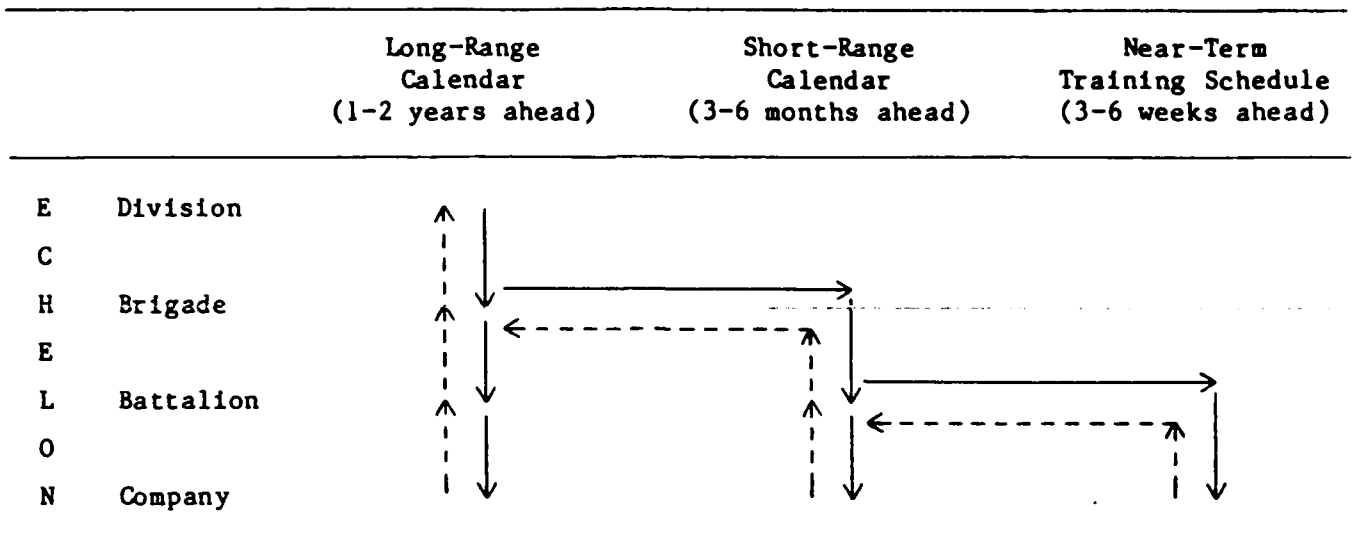 Long-Range Short-Range Near-Term
Calendar Calendar Training Schedule
(1-2 years ahead) (3-6 months ahead) (3-6 weeks ahead)
E Division
C
H Brigade
E
L Battalion
O
N Company